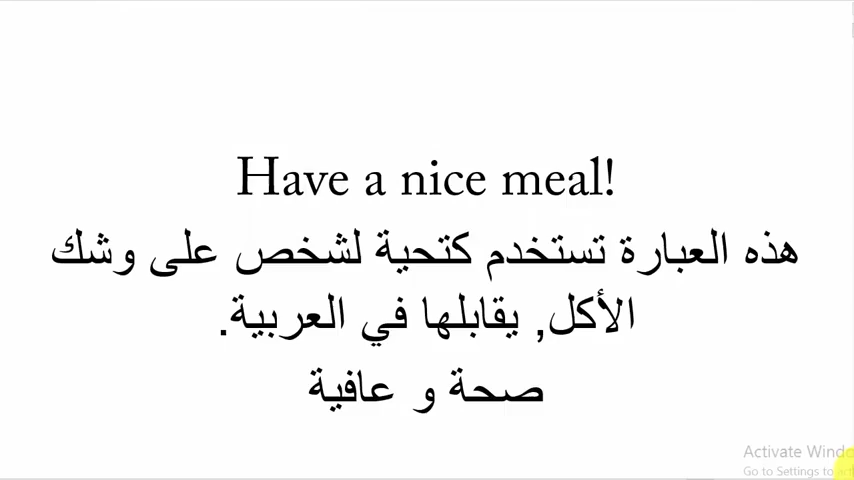 Have a nice meal!
هذه العبارة تستخدم كتحية لشخص على وشك
الأكل, يقابلها في العربية.
صحة و عافية
Activate Windo
Go to Settings to